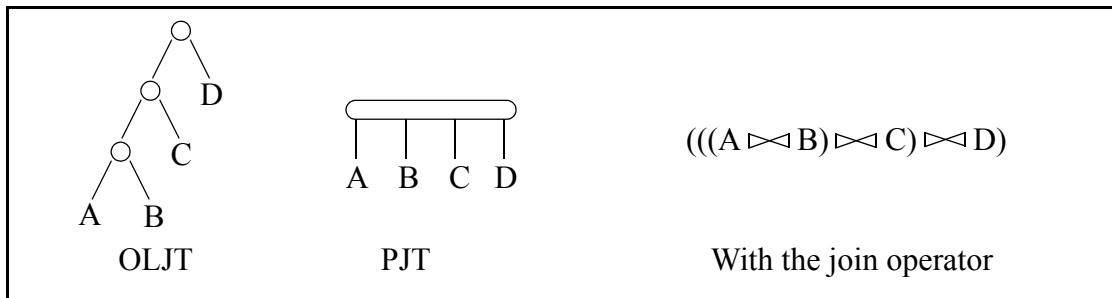 D
C
A B
OLJT
A B C D
PJT
(((A ⋈ B) ⋈ C) ⋈ D)
With the join operator